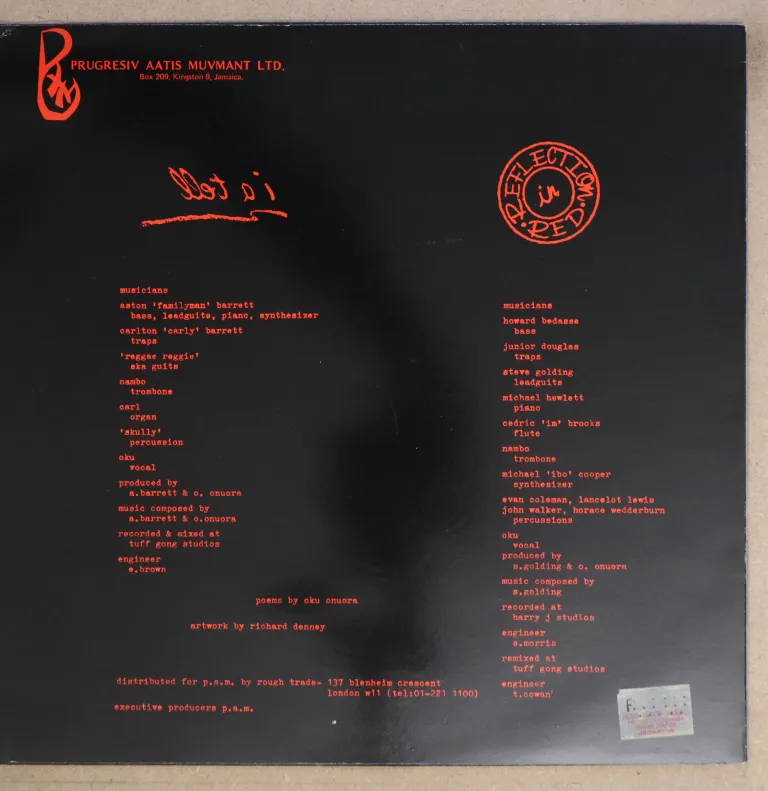 PRUGRESIV AATIS MUVMANT LTD.
Box 209, Kingston 9, Jamaica.
i a tell
REFLECTION
in
RED
musicians
aston 'familyman' barrett
bass, leadguits, piano, synthesizer
carlton 'carly' barrett
traps
'reggae reggie'
ska guits
nambo
trombone
carl
organ
'skully'
percussion
oku
vocal
produced by
a.barrett & o. onuora
music composed by
a.barrett & o.onuora
recorded & mixed at
tuff gong studios
engineer
e.brown
musicians
howard bedasse
bass
junior douglas
traps
steve golding
leadguits
michael hewlett
piano
cedric 'im' brooks
flute
nambo
trombone
michael 'ibo' cooper
synthesizer
evan coleman, lancelot lewis
john walker, horace wedderburn
percussions
oku
vocal
produced by
s.golding & o. onuora
music composed by
s.golding
recorded at
harry j studios
engineer
s.morris
remixed at
tuff gong studios
engineer
t.cowan'
poems by oku onuora
artwork by richard denney
distributed for p.a.m. by rough trade- 137 blenheim crescent
london w11 (tel:01-221 1100)
executive producers p.a.m.